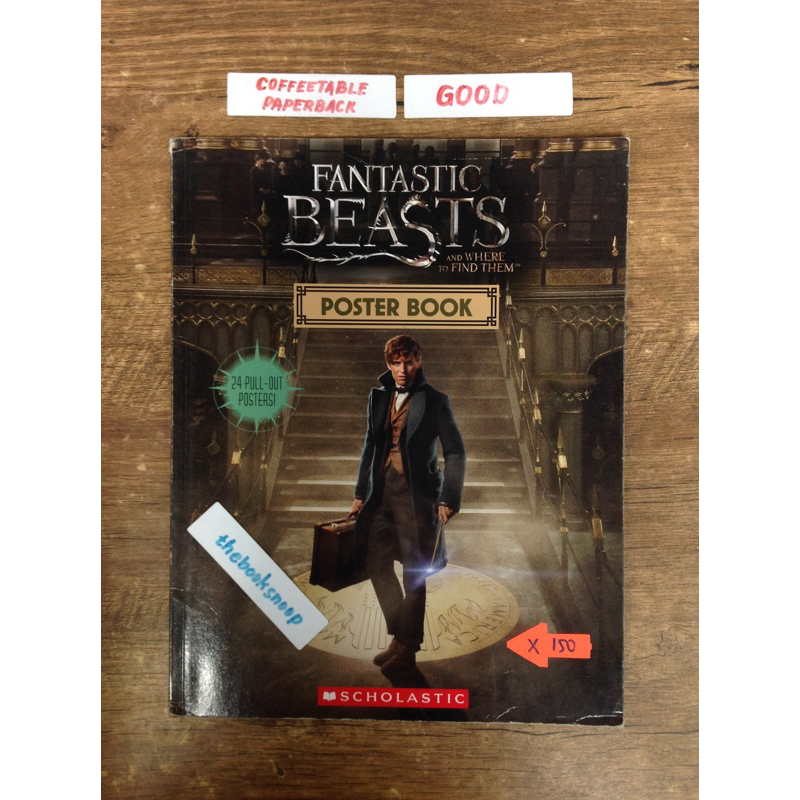 COFFEETABLE
PAPERBACK
GOOD
FANTASTIC
BEASTS
AND WHERE
TO FIND THEM™
POSTER BOOK
24 PULL-OUT
POSTERS!
thebooksnoop
X 150
SCHOLASTIC